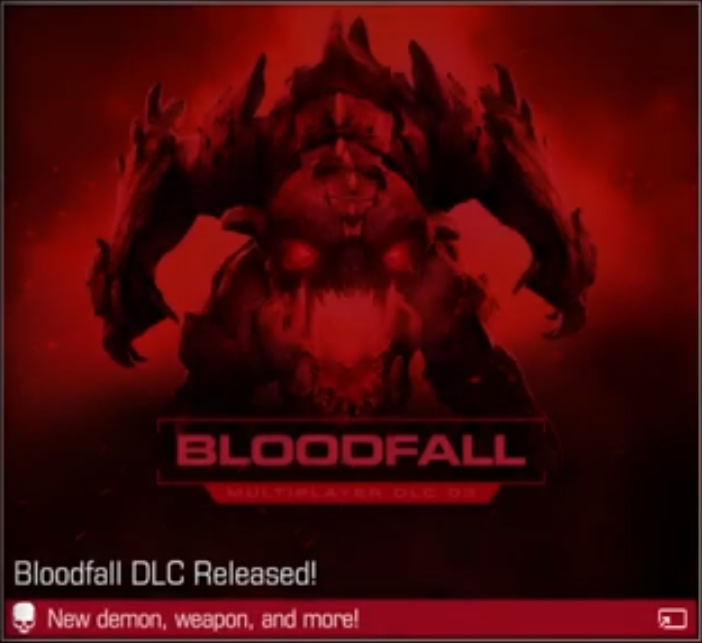 BLOODFALL
MULTIPLAYER DLC 03
Bloodfall DLC Released!
New demon, weapon, and more!